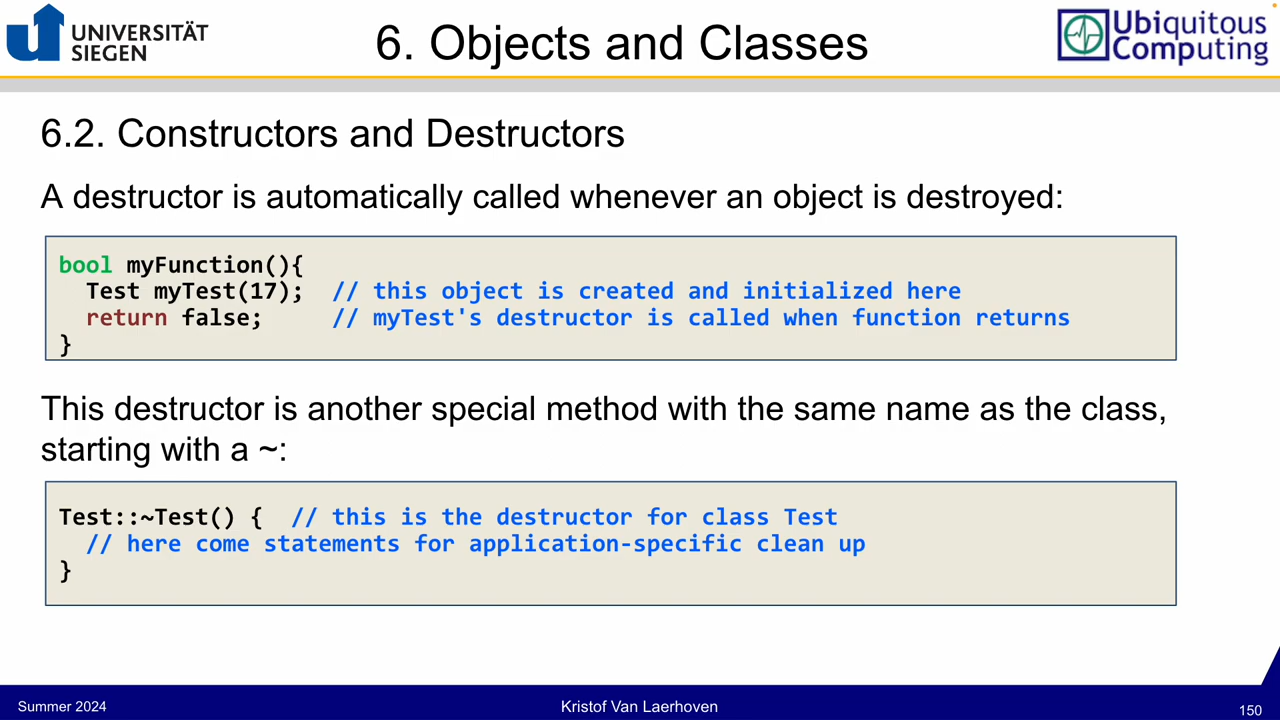 UNIVERSITÄT
SIEGEN
6. Objects and Classes
Ubiquitous
Computing
6.2. Constructors and Destructors
A destructor is automatically called whenever an object is destroyed:
bool myFunction(){
  Test myTest(17);  // this object is created and initialized here
  return false;     // myTest's destructor is called when function returns
}
This destructor is another special method with the same name as the class,
starting with a ~:
Test::~Test() {  // this is the destructor for class Test
  // here come statements for application-specific clean up
}
Summer 2024
Kristof Van Laerhoven
150